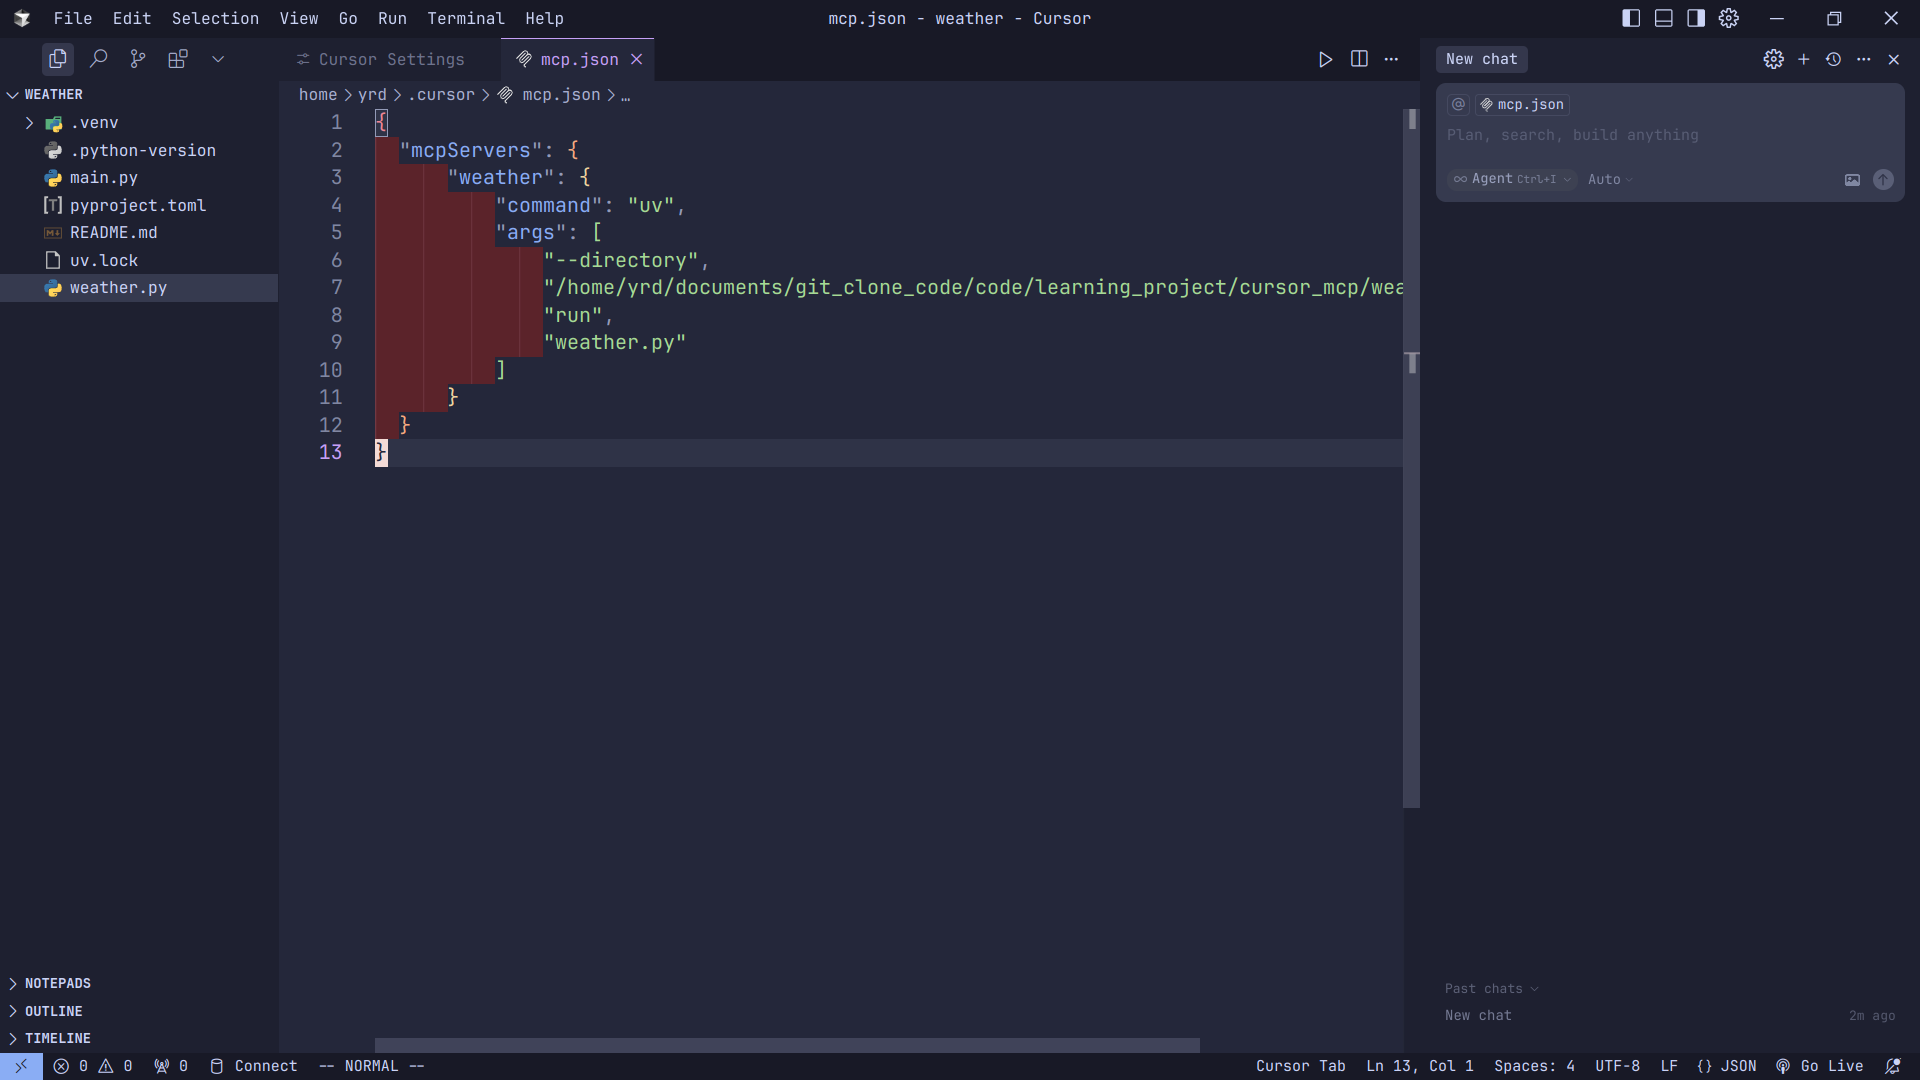 File Edit Selection View Go Run Terminal Help
mcp.json - weather - Cursor
Cursor Settings
mcp.json
New chat
WEATHER
.venv
.python-version
main.py
pyproject.toml
README.md
uv.lock
weather.py
home > yrd > .cursor > mcp.json > …
1 {
2 "mcpServers": {
3 "weather": {
4 "command": "uv",
5 "args": [
6 "--directory",
7 "/home/yrd/documents/git_clone_code/code/learning_project/cursor_mcp/wea
8 "run",
9 "weather.py"
10 ]
11 }
12 }
13 }
@ mcp.json
Plan, search, build anything
Agent Ctrl+I Auto
NOTEPADS
OUTLINE
TIMELINE
Past chats
New chat 2m ago
0 0 0 Connect -- NORMAL --
Cursor Tab Ln 13, Col 1 Spaces: 4 UTF-8 LF {} JSON Go Live